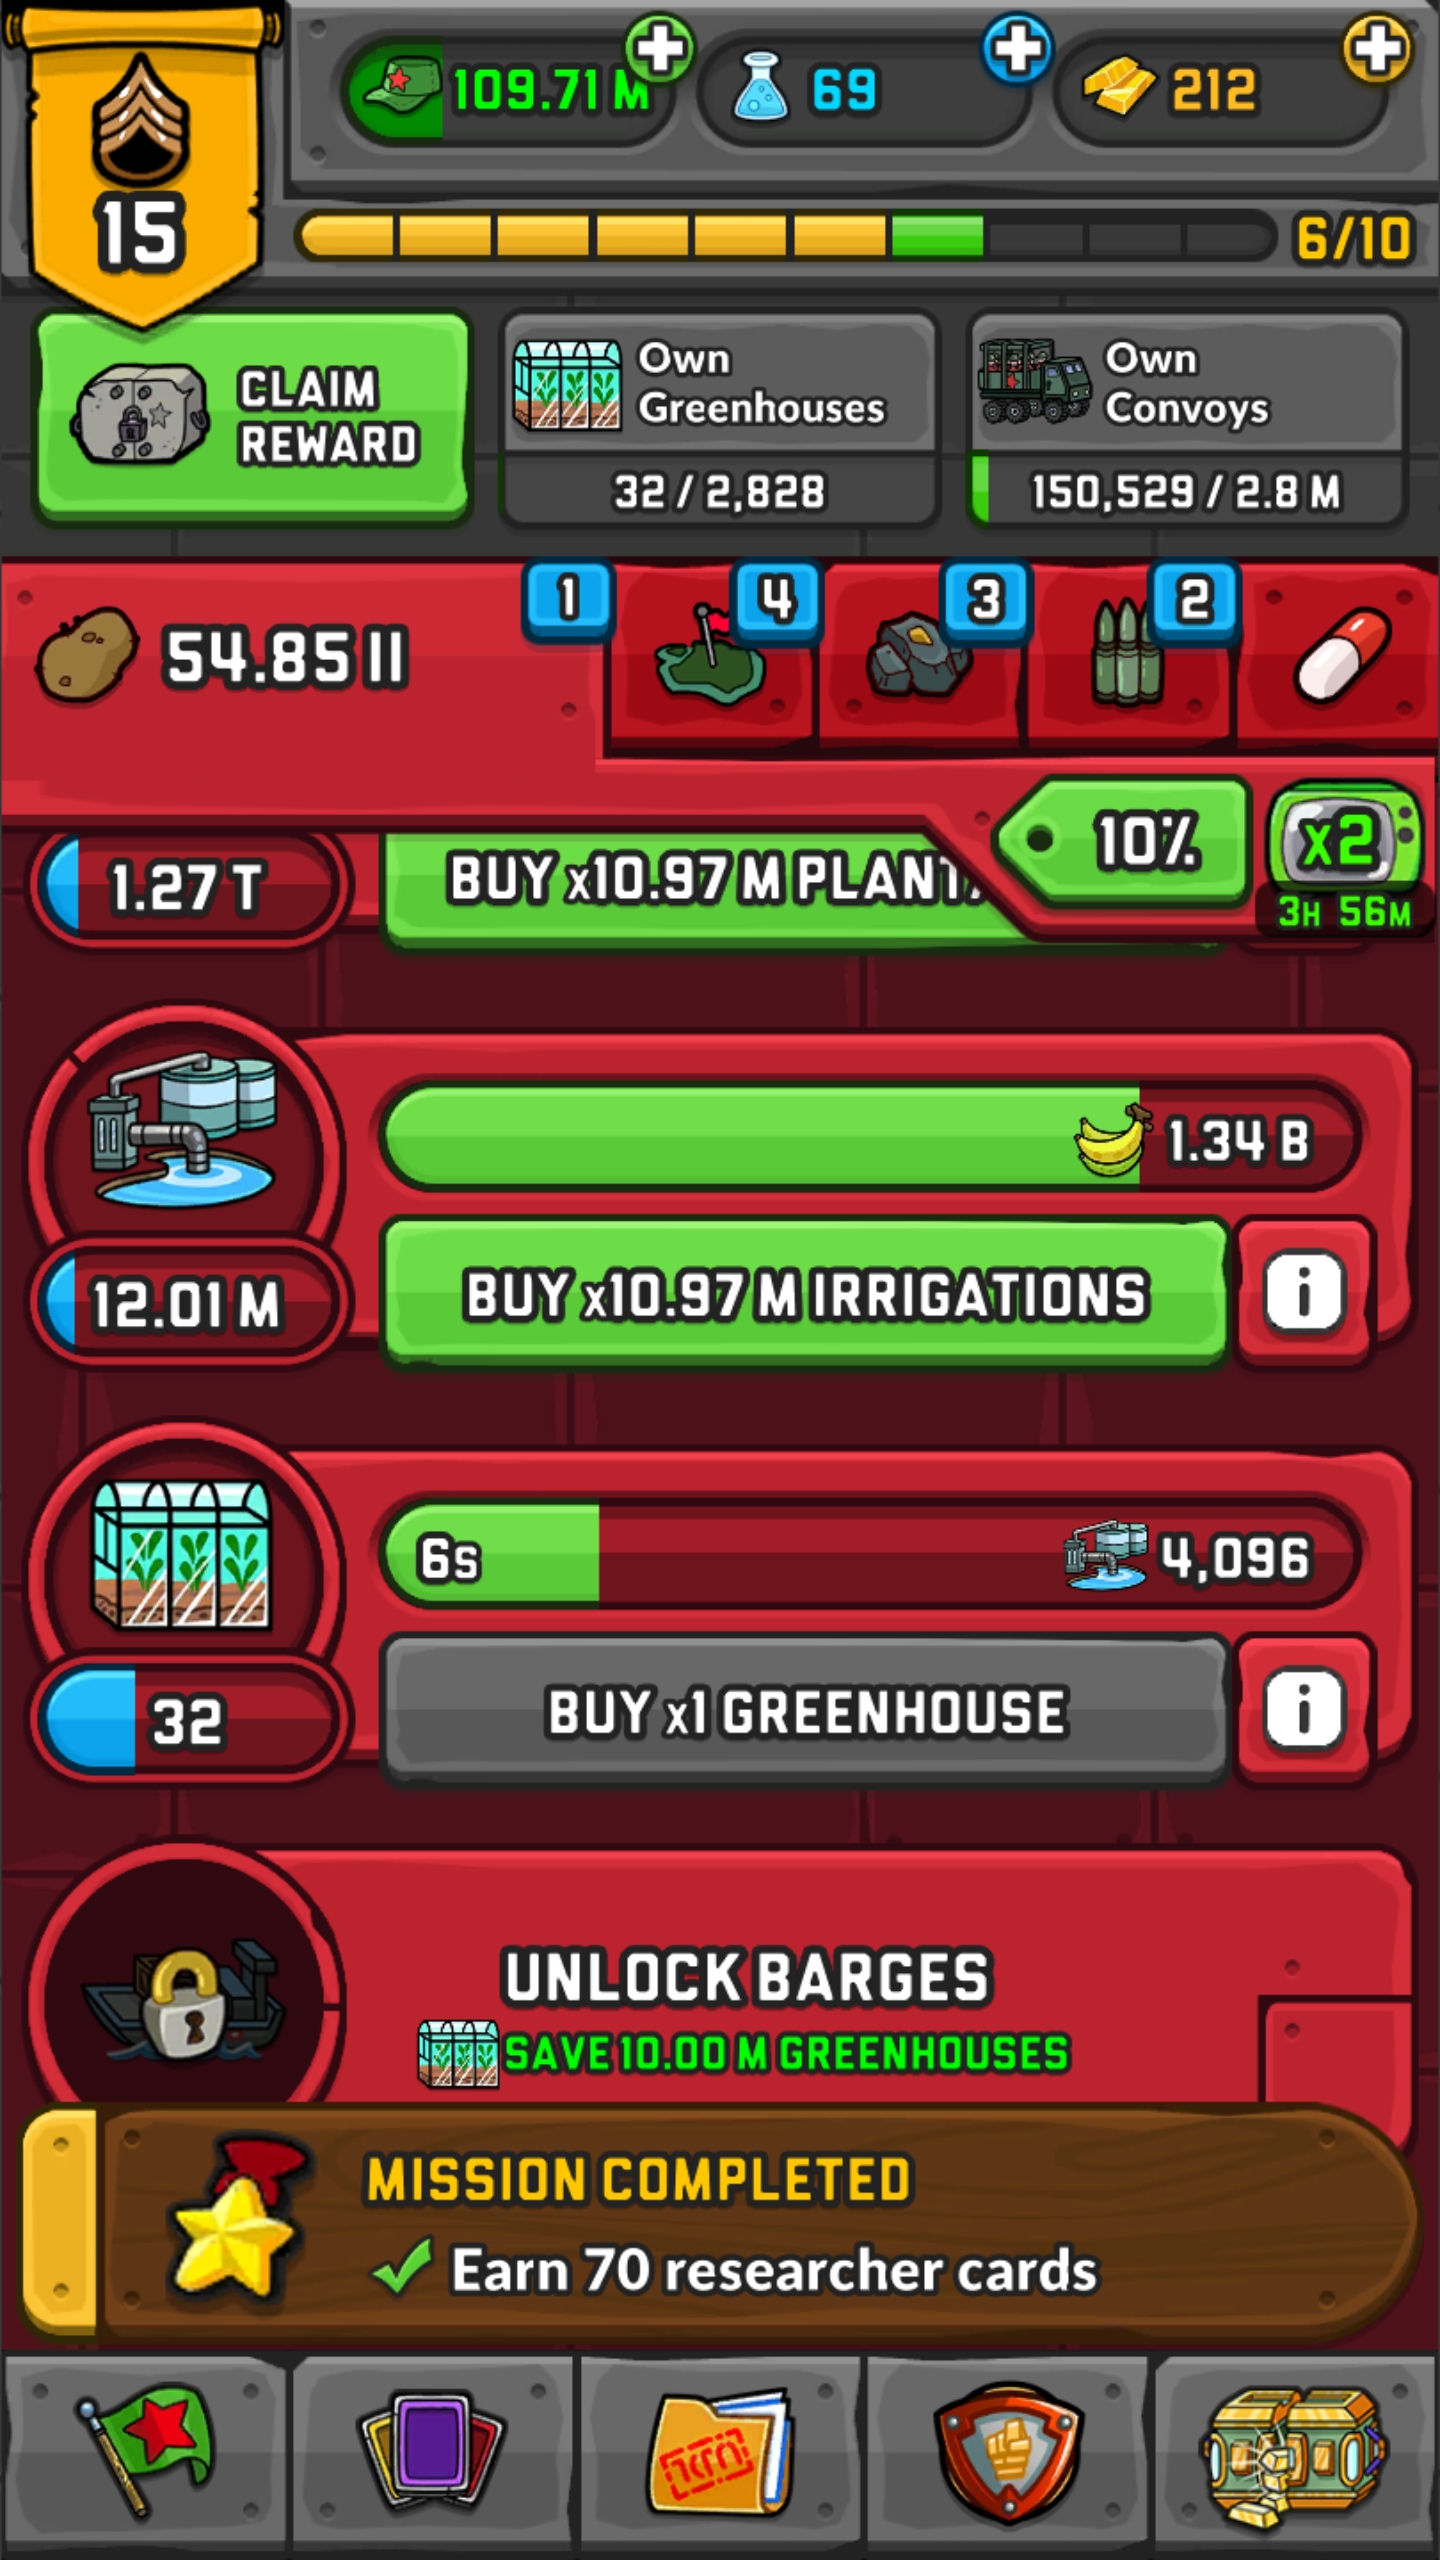 109.71 M
69
212
15
6/10
CLAIM
REWARD
Own
Greenhouses
32 / 2,828
Own
Convoys
150,529 / 2.8 M
54.85 II
1
4
3
2
10%
x2
3H 56M
1.27 T
BUY x10.97 M
1.34 B
12.01 M
BUY x10.97 M IRRIGATIONS
i
6s
4,096
32
BUY x1 GREENHOUSE
i
UNLOCK BARGES
SAVE 10.00 M GREENHOUSES
MISSION COMPLETED
Earn 70 researcher cards